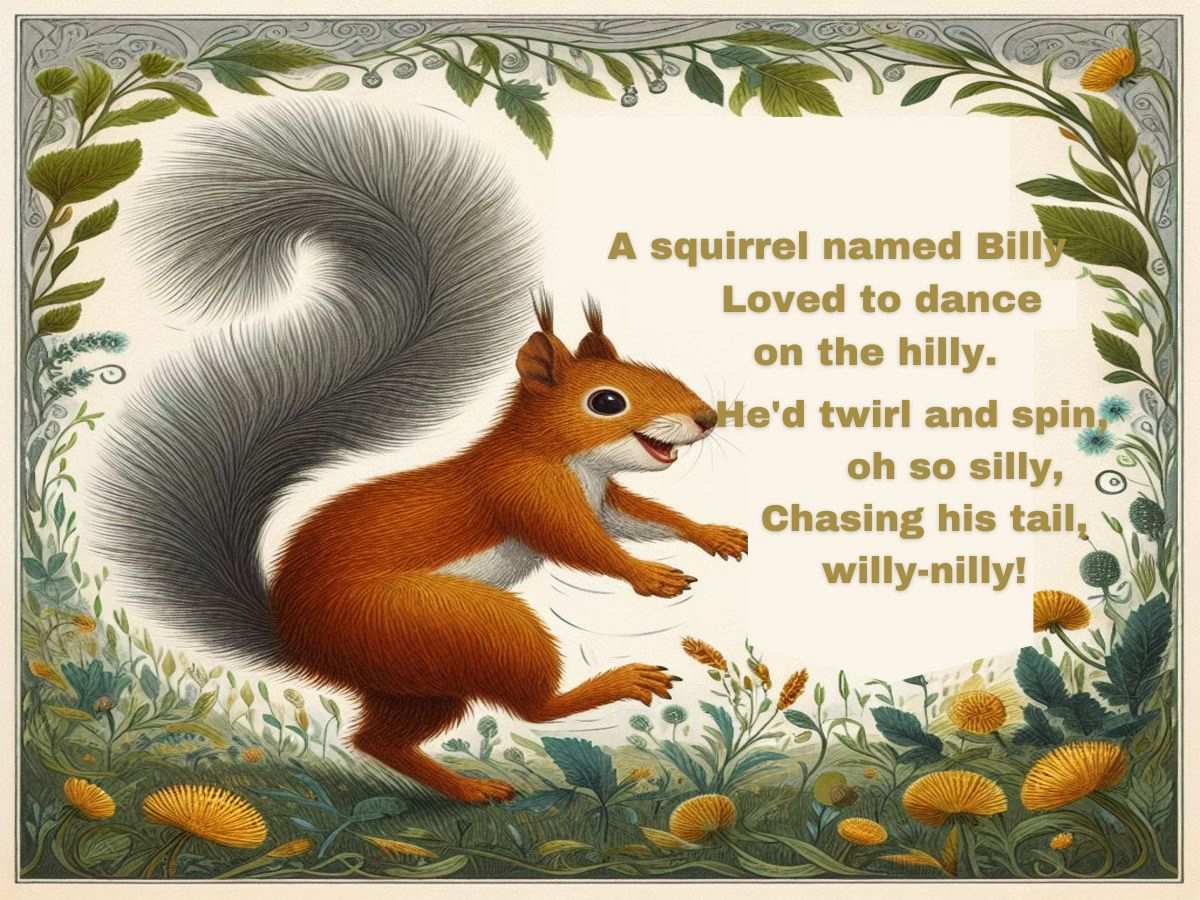 A squirrel named Billy
Loved to dance
on the hilly.
He'd twirl and spin,
oh so silly,
Chasing his tail,
willy-nilly!